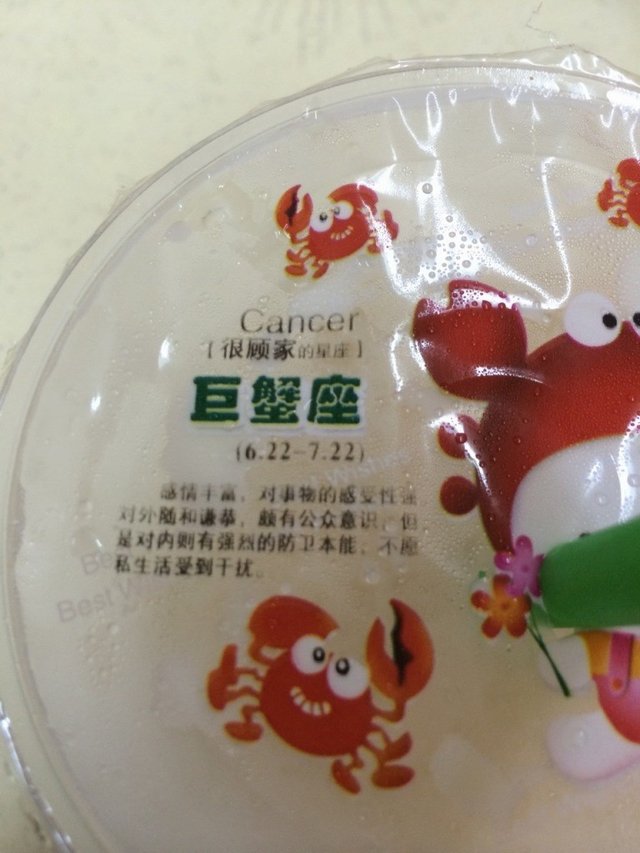 Cancer
[很顾家的星座]
巨蟹座
(6.22-7.22)
感情丰富，对事物的感受性强
对外随和谦恭，颇有公众意识，但
是对内则有强烈的防卫本能、不愿
私生活受到干扰。
Be
Best W